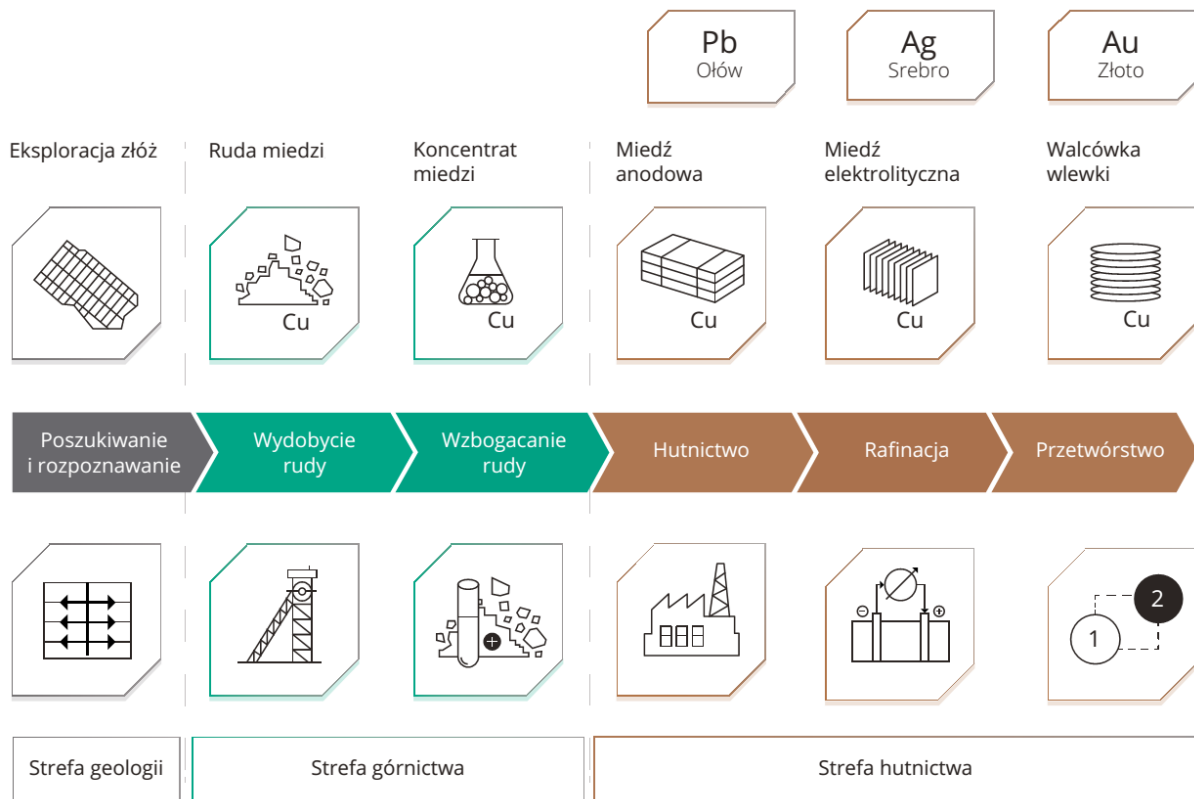 Pb
Ołów
Ag
Srebro
Au
Złoto
Eksploracja złóż
Ruda miedzi
Koncentrat
miedzi
Miedź
anodowa
Miedź
elektrolityczna
Walcówka
wlewki
Cu
Cu
Cu
Cu
Cu
Poszukiwanie
i rozpoznawanie
Wydobycie
rudy
Wzbogacanie
rudy
Hutnictwo
Rafinacja
Przetwórstwo
+
−
+
1
2
Strefa geologii
Strefa górnictwa
Strefa hutnictwa